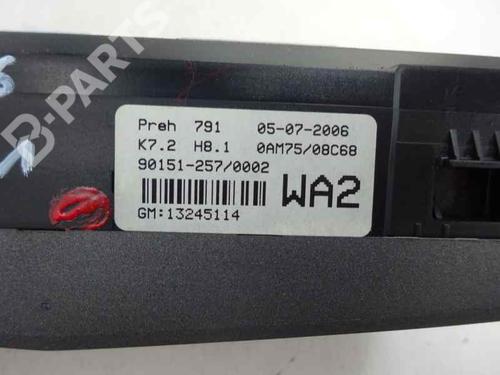 B-PARTS
Preh 791 05-07-2006
K7.2 H8.1 0AM75/08C68
90151-257/0002
WA2
GM:13245114